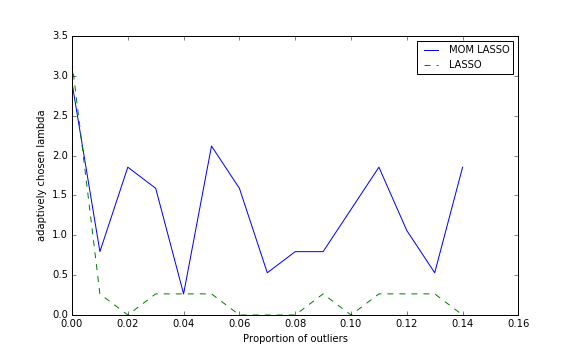 3.5
3.0
2.5
2.0
1.5
1.0
0.5
0.0
adaptively chosen lambda
MOM LASSO
LASSO
0.00 0.02 0.04 0.06 0.08 0.10 0.12 0.14 0.16
Proportion of outliers